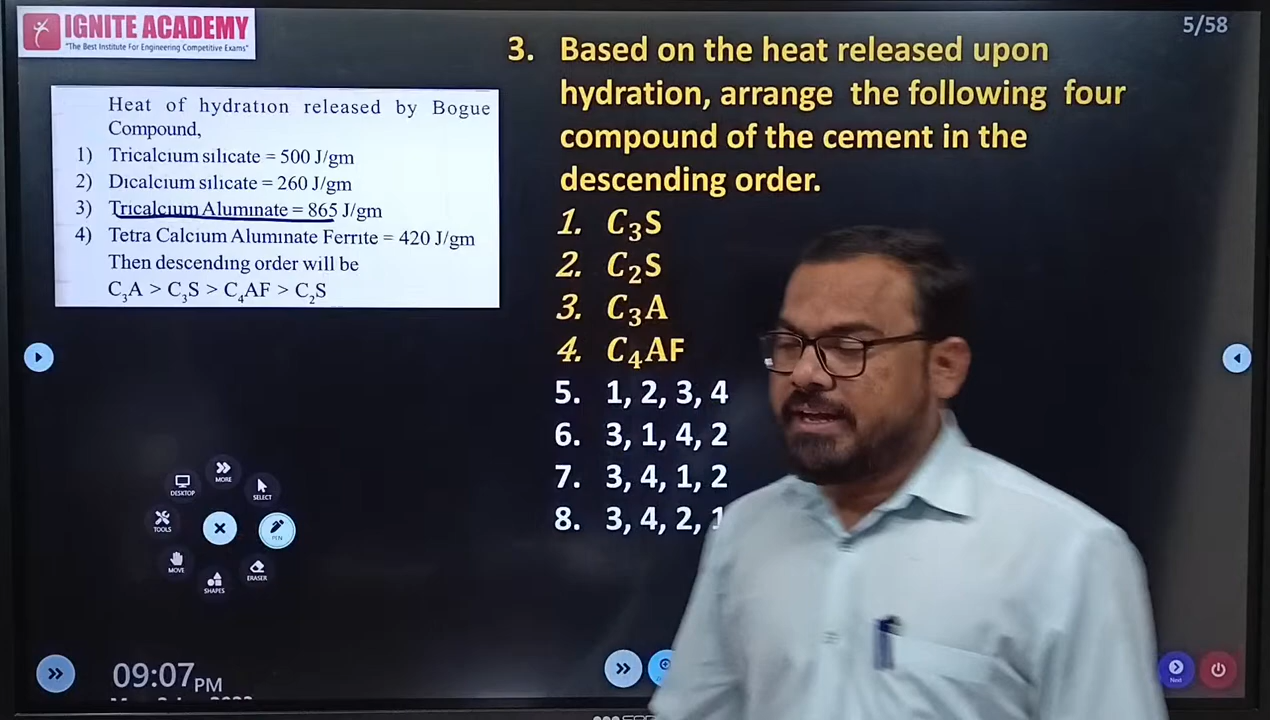 IGNITE ACADEMY
"The Best Institute For Engineering Competitive Exams"
5/58
Heat of hydration released by Bogue
Compound,
1) Tricalcium silicate = 500 J/gm
2) Dicalcium silicate = 260 J/gm
3) Tricalcium Aluminate = 865 J/gm
4) Tetra Calcium Aluminate Ferrite = 420 J/gm
Then descending order will be
C₃A > C₃S > C₄AF > C₂S
3. Based on the heat released upon
hydration, arrange the following four
compound of the cement in the
descending order.
1. C₃S
2. C₂S
3. C₃A
4. C₄AF
5. 1, 2, 3, 4
6. 3, 1, 4, 2
7. 3, 4, 1, 2
8. 3, 4, 2, 1
MORE
DESKTOP
SELECT
TOOLS
PEN
MOVE
ERASER
SHAPES
09:07 PM
Next